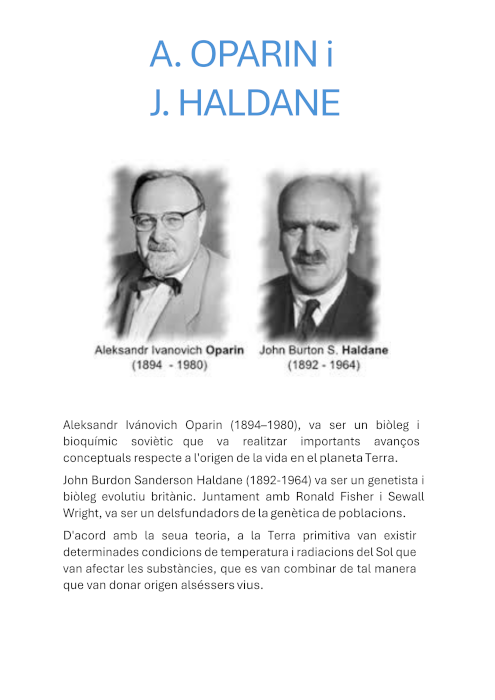 A. OPARIN i
J. HALDANE
Aleksandr Ivanovich Oparin
(1894 - 1980)
John Burton S. Haldane
(1892 - 1964)
Aleksandr Ivánovich Oparin (1894–1980), va ser un biòleg i
bioquímic soviètic que va realitzar importants avanços
conceptuals respecte a l'origen de la vida en el planeta Terra.
John Burdon Sanderson Haldane (1892-1964) va ser un genetista i
biòleg evolutiu britànic. Juntament amb Ronald Fisher i Sewall
Wright, va ser un delsfundadors de la genètica de poblacions.
D'acord amb la seua teoria, a la Terra primitiva van existir
determinades condicions de temperatura i radiacions del Sol que
van afectar les substàncies, que es van combinar de tal manera
que van donar origen alséssers vius.